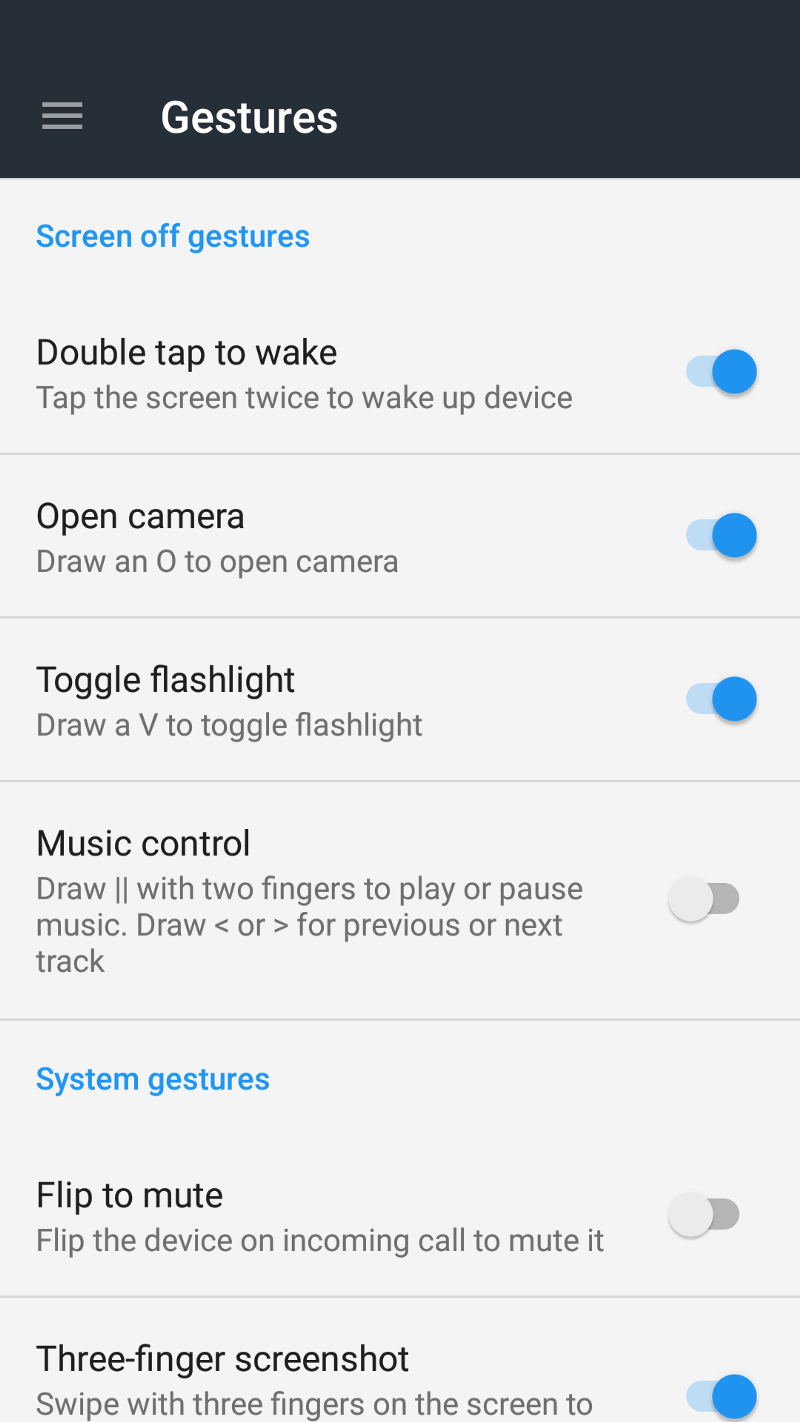 Gestures
Screen off gestures
Double tap to wake
Tap the screen twice to wake up device
Open camera
Draw an O to open camera
Toggle flashlight
Draw a V to toggle flashlight
Music control
Draw || with two fingers to play or pause
music. Draw < or > for previous or next
track
System gestures
Flip to mute
Flip the device on incoming call to mute it
Three-finger screenshot
Swipe with three fingers on the screen to